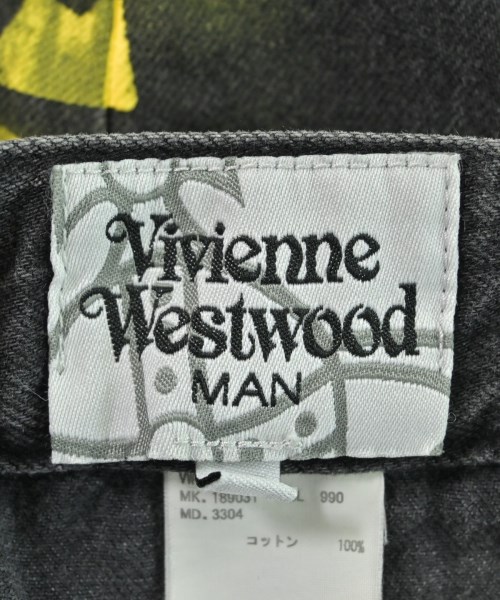 Vivienne
Westwood
MAN
MK. 189031 990
MD. 3304
コットン 100%